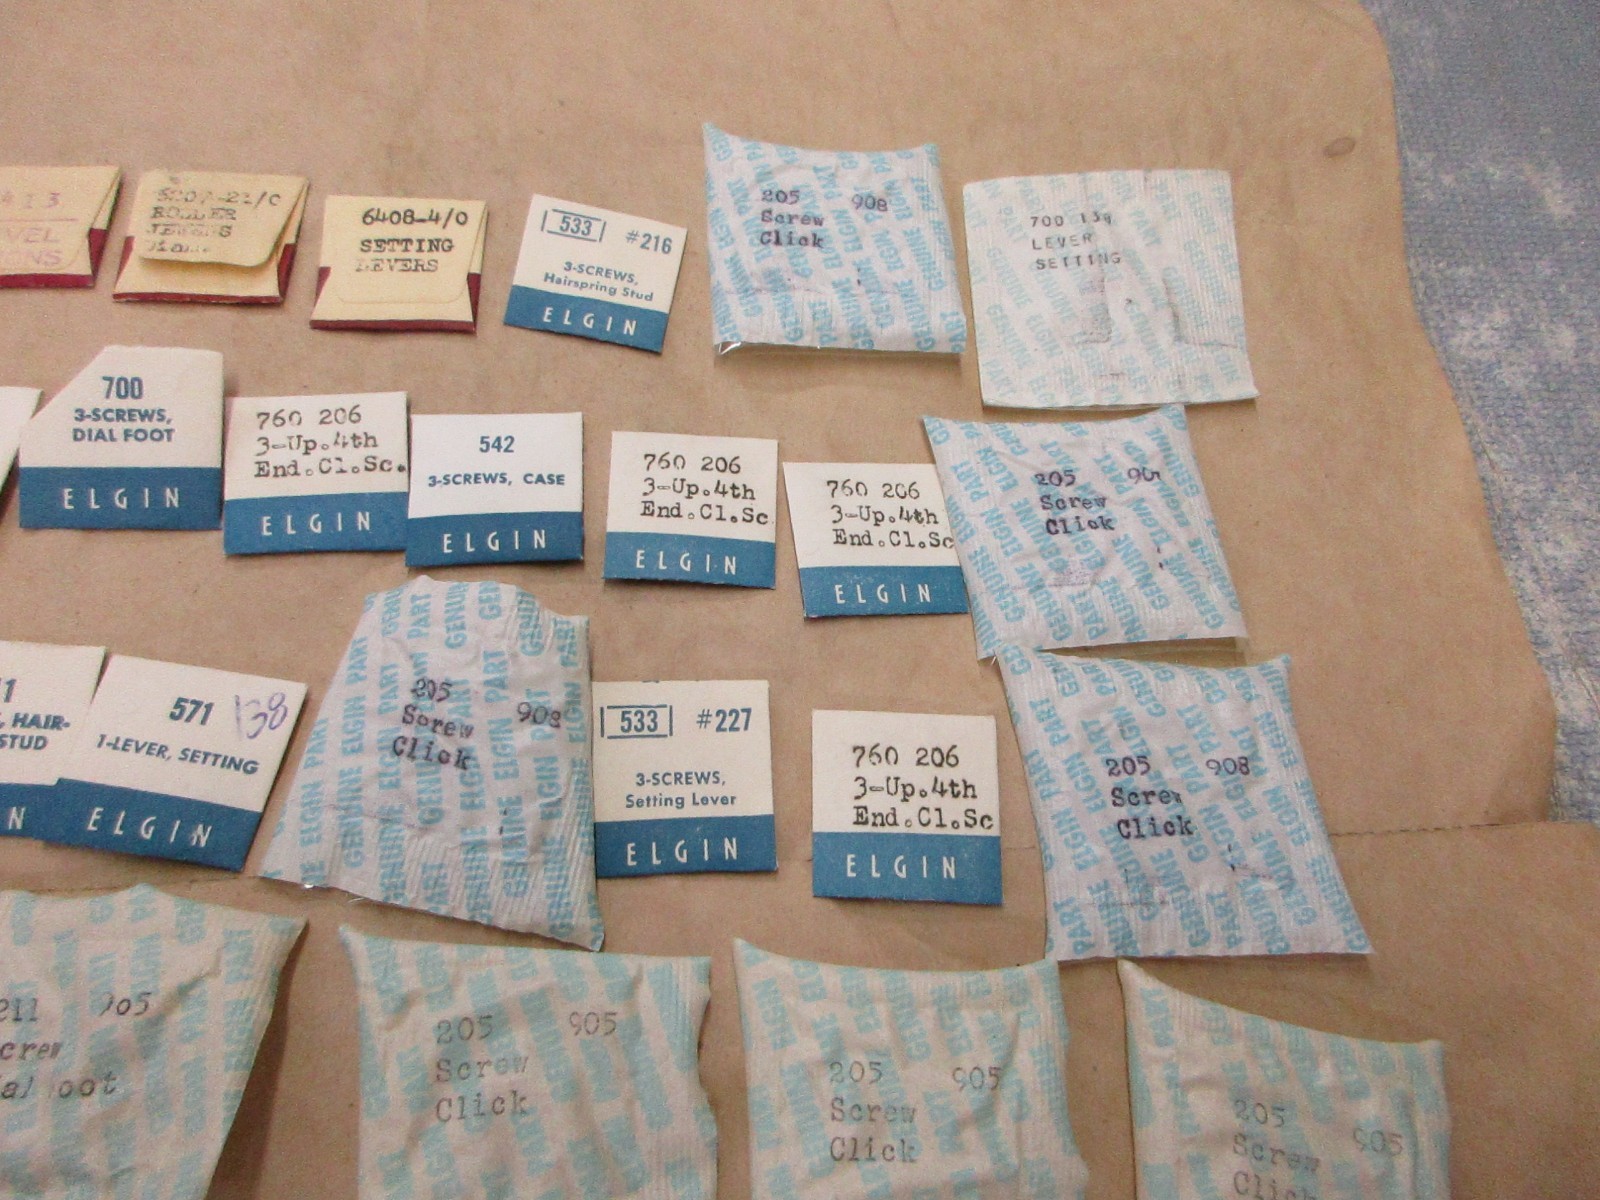 413
6408-4/0
SETTING
LEVERS
533 #216
3-SCREWS,
Hairspring Stud
ELGIN
205 908
Screw
Click
700 139
LEVER
SETTING
700
3-SCREWS,
DIAL FOOT
ELGIN
760 206
3-Up.4th
End.Cl.Sc.
ELGIN
542
3-SCREWS, CASE
ELGIN
760 206
3-Up.4th
End.Cl.Sc
ELGIN
760 206
3-Up.4th
End.Cl.Sc
ELGIN
205
Screw
Click
HAIR-
STUD
N
571 138
1-LEVER, SETTING
ELGIN
205 908
Screw
Click
GENUINE ELGIN PART
533 #227
3-SCREWS,
Setting Lever
ELGIN
760 206
3-Up.4th
End.Cl.Sc
ELGIN
205 908
Screw
Click
905
205 905
Screw
Click
205 905
Screw
Click
205 905
Screw